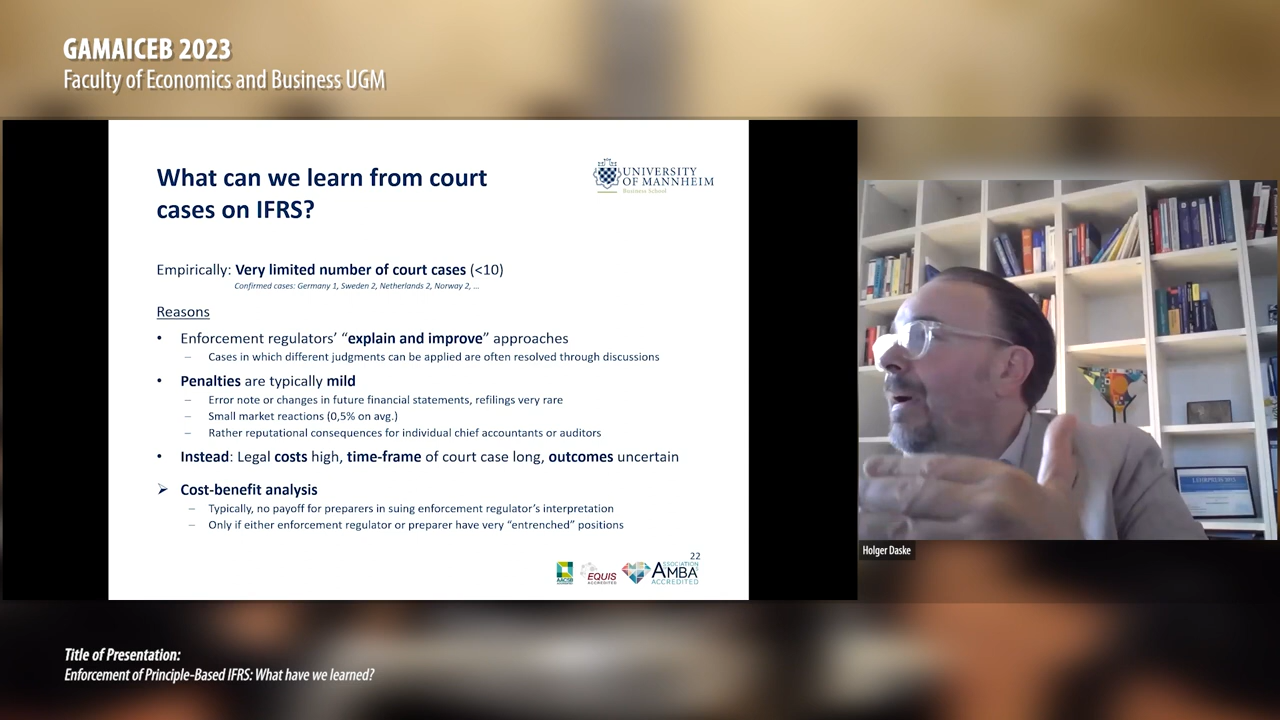 GAMAICEB 2023
Faculty of Economics and Business UGM
What can we learn from court
cases on IFRS?
UNIVERSITY
OF MANNHEIM
Business School
Empirically: Very limited number of court cases (<10)
Confirmed cases: Germany 1, Sweden 2, Netherlands 2, Norway 2, ...
Reasons
• Enforcement regulators' “explain and improve” approaches
– Cases in which different judgments can be applied are often resolved through discussions
• Penalties are typically mild
– Error note or changes in future financial statements, refilings very rare
– Small market reactions (0,5% on avg.)
– Rather reputational consequences for individual chief accountants or auditors
• Instead: Legal costs high, time-frame of court case long, outcomes uncertain
➢ Cost-benefit analysis
– Typically, no payoff for preparers in suing enforcement regulator's interpretation
– Only if either enforcement regulator or preparer have very “entrenched” positions
22
AACSB
ACCREDITED
EQUIS
ACCREDITED
ASSOCIATION
AMBA
ACCREDITED
Holger Daske
Title of Presentation:
Enforcement of Principle-Based IFRS: What have we learned?